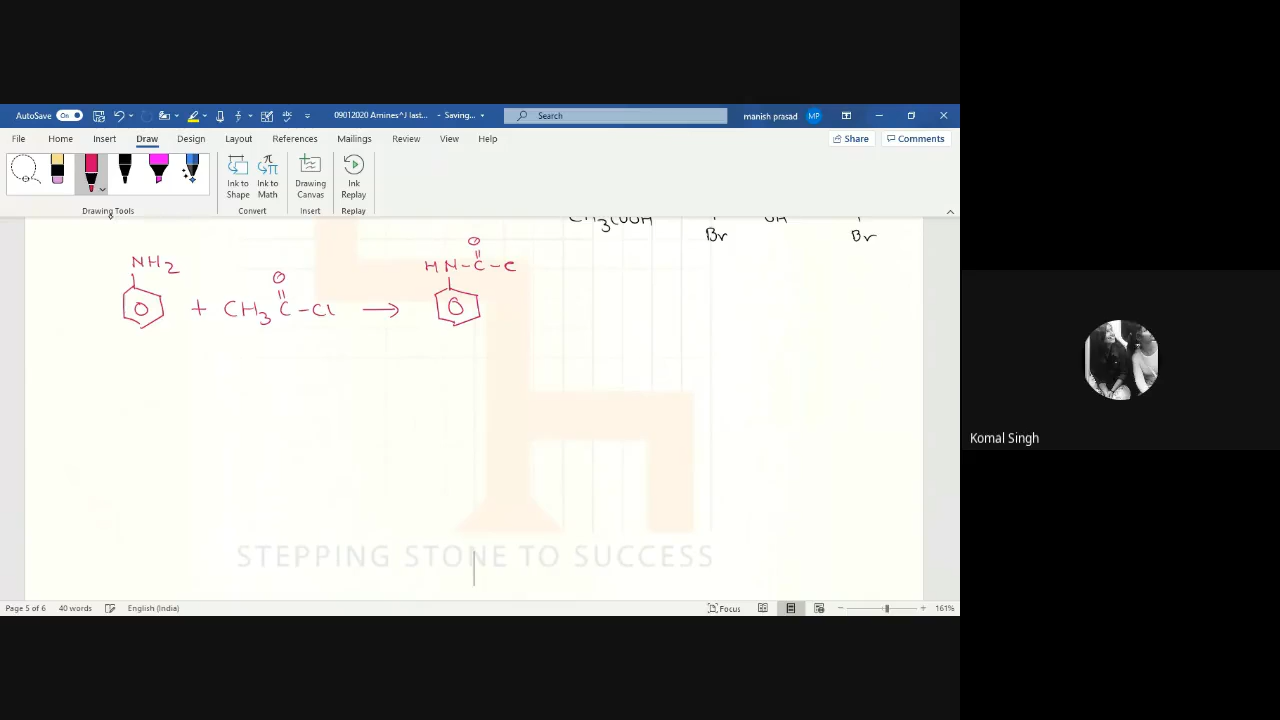 AutoSave On 09012020 Amines^J last... - Saving... Search manish prasad MP
File Home Insert Draw Design Layout References Mailings Review View Help Share Comments
Ink to Shape Ink to Math Drawing Canvas Ink Replay
Drawing Tools Convert Insert Replay
CH3COOH OH
Br Br
O O
NH2 HN-C-C
+ CH3C-Cl →
Komal Singh
STEPPING STONE TO SUCCESS
Page 5 of 6 40 words English (India) Focus 161%